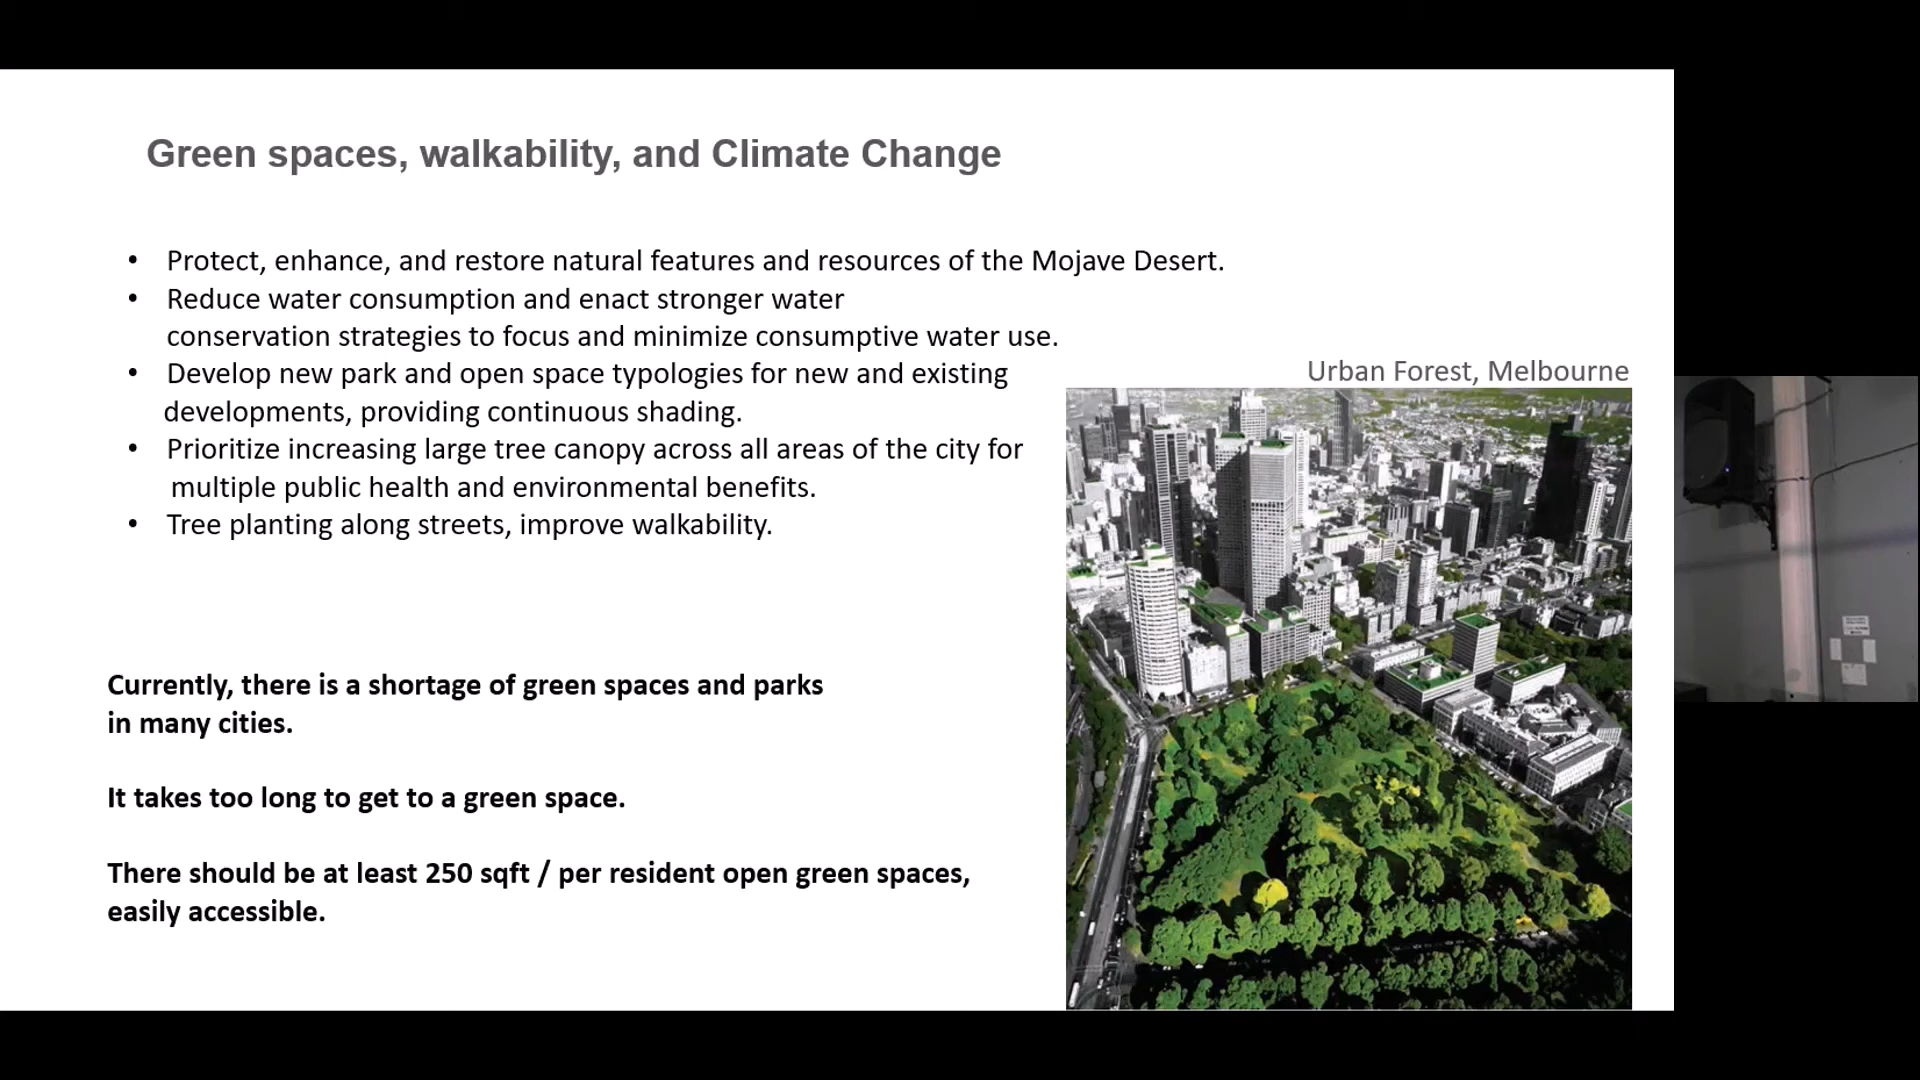 Green spaces, walkability, and Climate Change
• Protect, enhance, and restore natural features and resources of the Mojave Desert.
• Reduce water consumption and enact stronger water
conservation strategies to focus and minimize consumptive water use.
• Develop new park and open space typologies for new and existing
developments, providing continuous shading.
• Prioritize increasing large tree canopy across all areas of the city for
multiple public health and environmental benefits.
• Tree planting along streets, improve walkability.
Urban Forest, Melbourne
Currently, there is a shortage of green spaces and parks
in many cities.
It takes too long to get to a green space.
There should be at least 250 sqft / per resident open green spaces,
easily accessible.